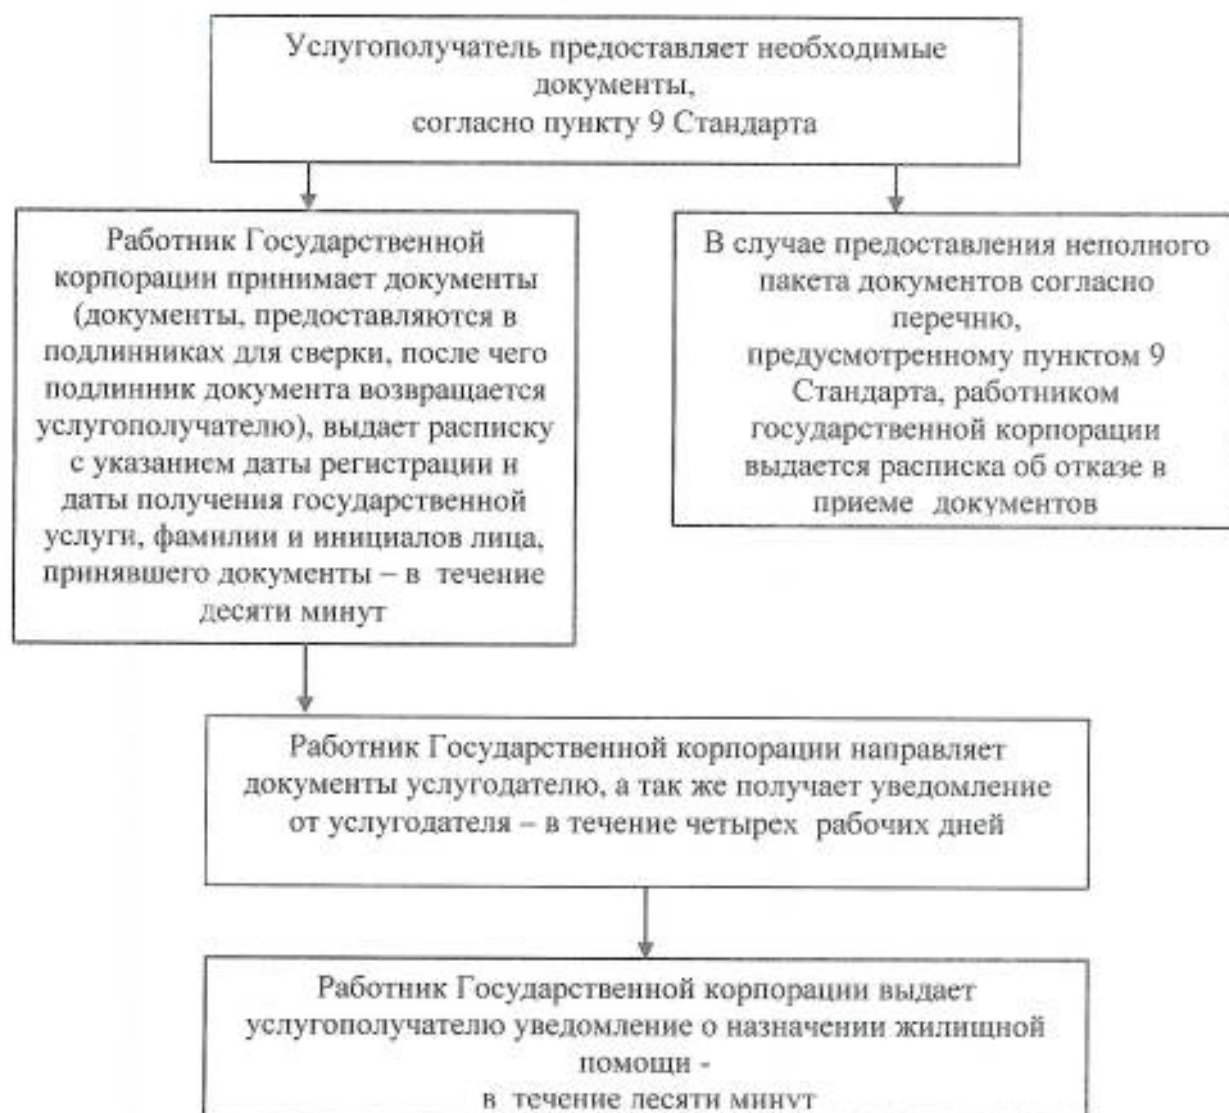 Услугополучатель предоставляет необходимые
документы,
согласно пункту 9 Стандарта
Работник Государственной
корпорации принимает документы
(документы, предоставляются в
подлинниках для сверки, после чего
подлинник документа возвращается
услугополучателю), выдает расписку
с указанием даты регистрации и
даты получения государственной
услуги, фамилии и инициалов лица,
принявшего документы – в течение
десяти минут
В случае предоставления неполного
пакета документов согласно
перечню,
предусмотренному пунктом 9
Стандарта, работником
государственной корпорации
выдается расписка об отказе в
приеме документов
Работник Государственной корпорации направляет
документы услугодателю, а так же получает уведомление
от услугодателя – в течение четырех рабочих дней
Работник Государственной корпорации выдает
услугополучателю уведомление о назначении жилищной
помощи -
в течение десяти минут